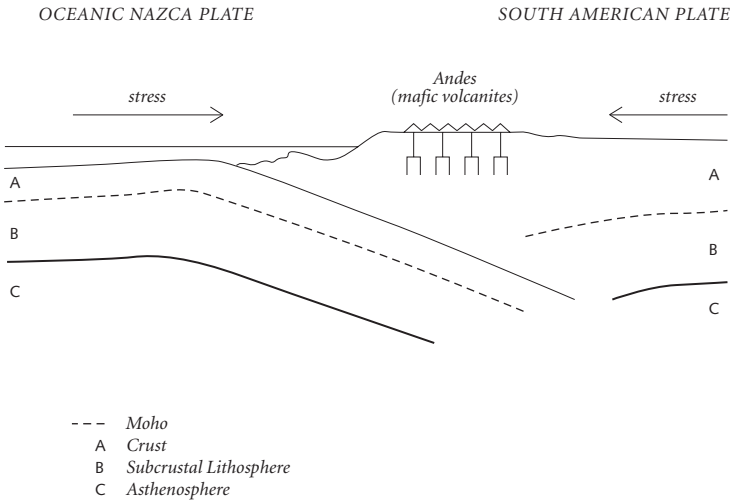 OCEANIC NAZCA PLATE
SOUTH AMERICAN PLATE
Andes
(mafic volcanites)
stress
stress
A
A
B
B
C
C
Moho
A Crust
B Subcrustal Lithosphere
C Asthenosphere